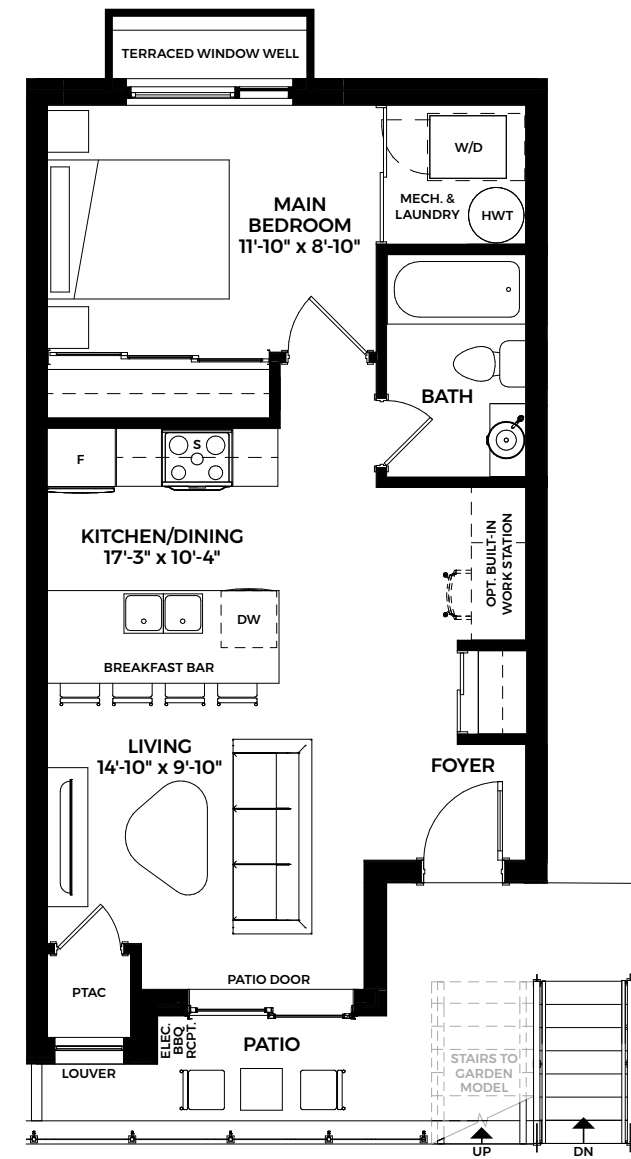 TERRACED WINDOW WELL
W/D
MECH. &
LAUNDRY
HWT
MAIN
BEDROOM
11'-10" x 8'-10"
BATH
F
S
KITCHEN/DINING
17'-3" x 10'-4"
OPT. BUILT-IN
WORK STATION
DW
BREAKFAST BAR
LIVING
14'-10" x 9'-10"
FOYER
PTAC
PATIO DOOR
ELEC.
BBQ
RCPT.
PATIO
LOUVER
STAIRS TO
GARDEN
MODEL
UP
DN